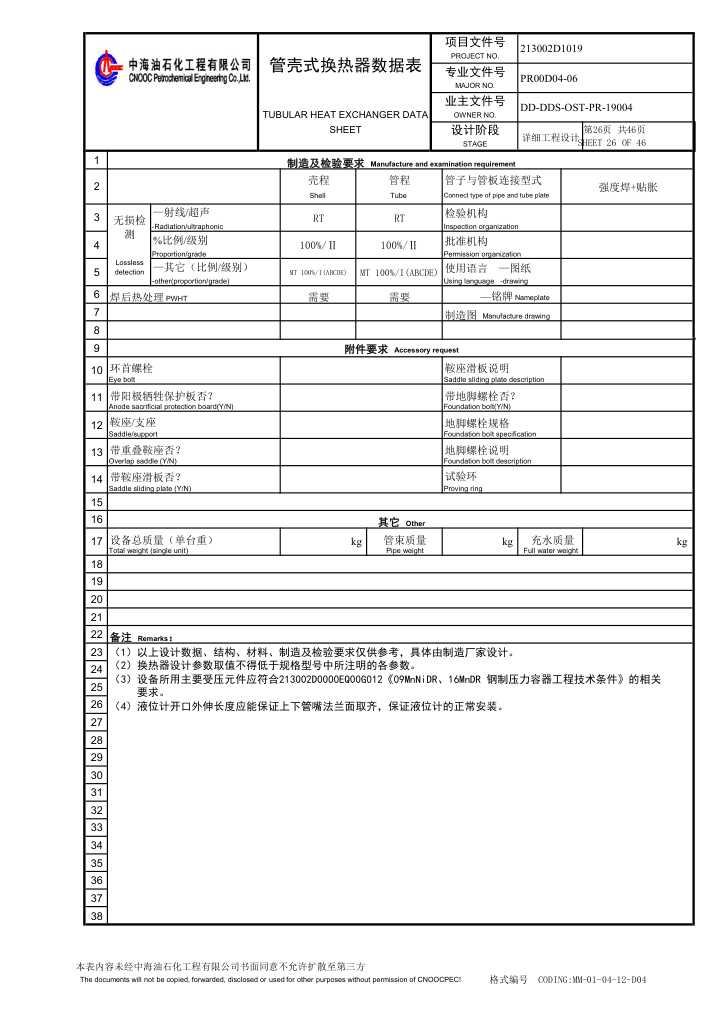 中海油石化工程有限公司
CNOOC Petrochemical Engineering Co.,Ltd.
管壳式换热器数据表
TUBULAR HEAT EXCHANGER DATA
SHEET
项目文件号
PROJECT NO.
213002D1019
专业文件号
MAJOR NO.
PR00D04-06
业主文件号
OWNER NO.
DD-DDS-OST-PR-19004
设计阶段
STAGE
详细工程设计
第26页 共46页
SHEET 26 OF 46
1 制造及检验要求 Manufacture and examination requirement
2 壳程 管程 管子与管板连接型式 强度焊+贴胀
Shell Tube Connect type of pipe and tube plate
无损检测
Lossless detection
3 —射线/超声 RT RT 检验机构
-Radiation/ultraphonic Inspection organization
4 %比例/级别 100%/Ⅱ 100%/Ⅱ 批准机构
Proportion/grade Permission organization
5 —其它（比例/级别） MT 100%/I(ABCDE) MT 100%/I(ABCDE) 使用语言 —图纸
-other(proportion/grade) Using language -drawing
6 焊后热处理 PWHT 需要 需要 —铭牌 Nameplate
7 制造图 Manufacture drawing
8
9 附件要求 Accessory request
10 环首螺栓 鞍座滑板说明
Eye bolt Saddle sliding plate description
11 带阳极牺牲保护板否? 带地脚螺栓否?
Anode sacrificial protection board(Y/N) Foundation bolt(Y/N)
12 鞍座/支座 地脚螺栓规格
Saddle/support Foundation bolt specification
13 带重叠鞍座否? 地脚螺栓说明
Overlap saddle (Y/N) Foundation bolt description
14 带鞍座滑板否? 试验环
Saddle sliding plate (Y/N) Proving ring
15
16 其它 Other
17 设备总质量（单台重） kg 管束质量 kg 充水质量 kg
Total weight (single unit) Pipe weight Full water weight
18
19
20
21
22 备注 Remarks：
23 （1）以上设计数据、结构、材料、制造及检验要求仅供参考，具体由制造厂家设计。
24 （2）换热器设计参数取值不得低于规格型号中所注明的各参数。
25 （3）设备所用主要受压元件应符合213002D0000EQ00G012《09MnNiDR、16MnDR 钢制压力容器工程技术条件》的相关
要求。
26 （4）液位计开口外伸长度应能保证上下管嘴法兰面取齐，保证液位计的正常安装。
27
28
29
30
31
32
33
34
35
36
37
38
本表内容未经中海油石化工程有限公司书面同意不允许扩散至第三方
The documents will not be copied, forwarded, disclosed or used for other purposes without permission of CNOOCPEC!
格式编号 CODING:MM-01-04-12-D04